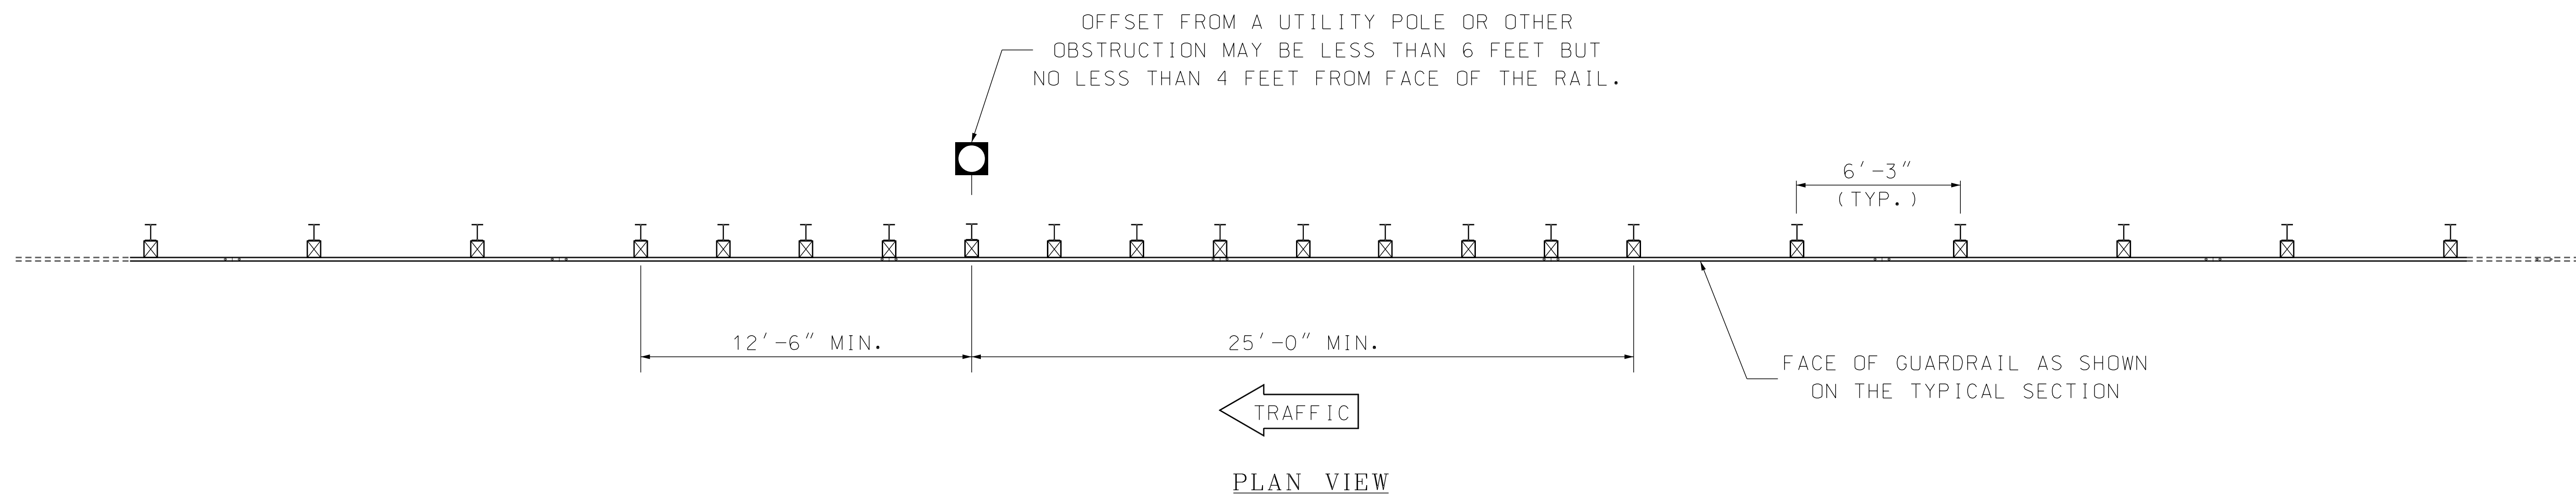 OFFSET FROM A UTILITY POLE OR OTHER
OBSTRUCTION MAY BE LESS THAN 6 FEET BUT
NO LESS THAN 4 FEET FROM FACE OF THE RAIL.
6'-3"
(TYP.)
12'-6" MIN.
25'-0" MIN.
FACE OF GUARDRAIL AS SHOWN
ON THE TYPICAL SECTION
TRAFFIC
PLAN VIEW